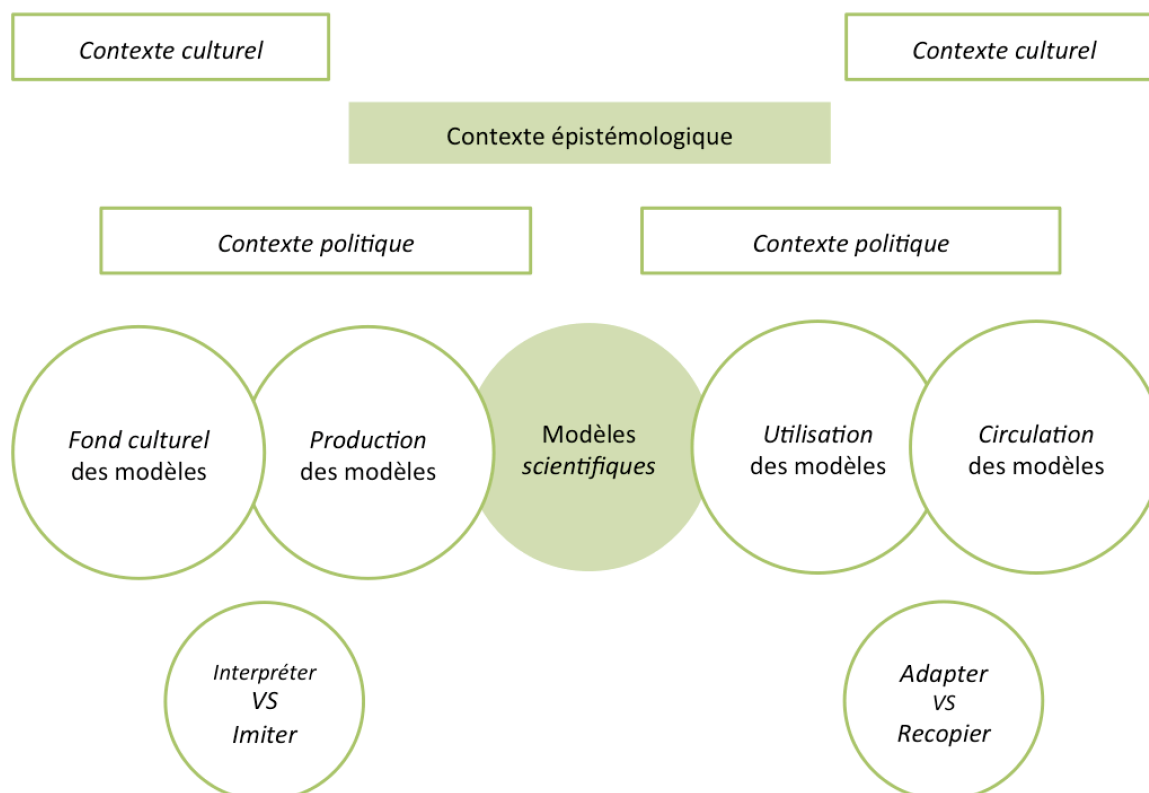 Contexte culturel
Contexte culturel
Contexte épistémologique
Contexte politique
Contexte politique
Fond culturel
des modèles
Production
des modèles
Modèles
scientifiques
Utilisation
des modèles
Circulation
des modèles
Interpréter
VS
Imiter
Adapter
VS
Recopier